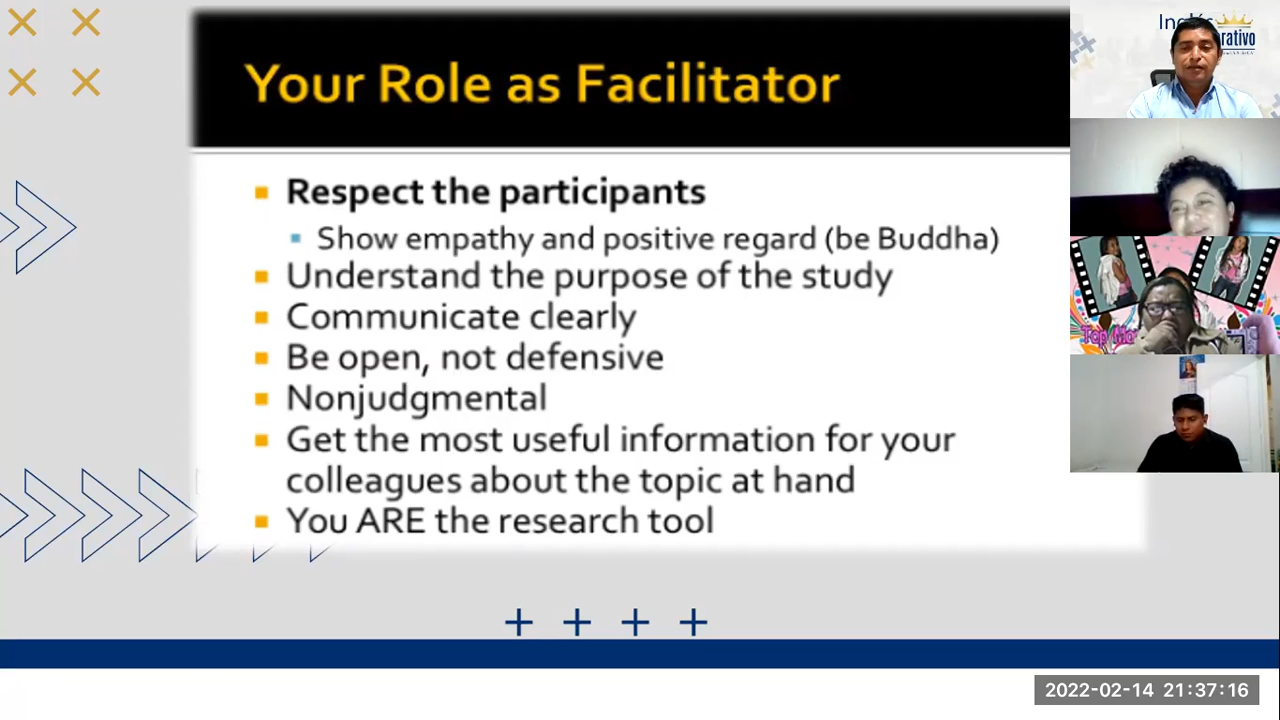 Your Role as Facilitator
Respect the participants
Show empathy and positive regard (be Buddha)
Understand the purpose of the study
Communicate clearly
Be open, not defensive
Nonjudgmental
Get the most useful information for your
colleagues about the topic at hand
You ARE the research tool
2022-02-14 21:37:16